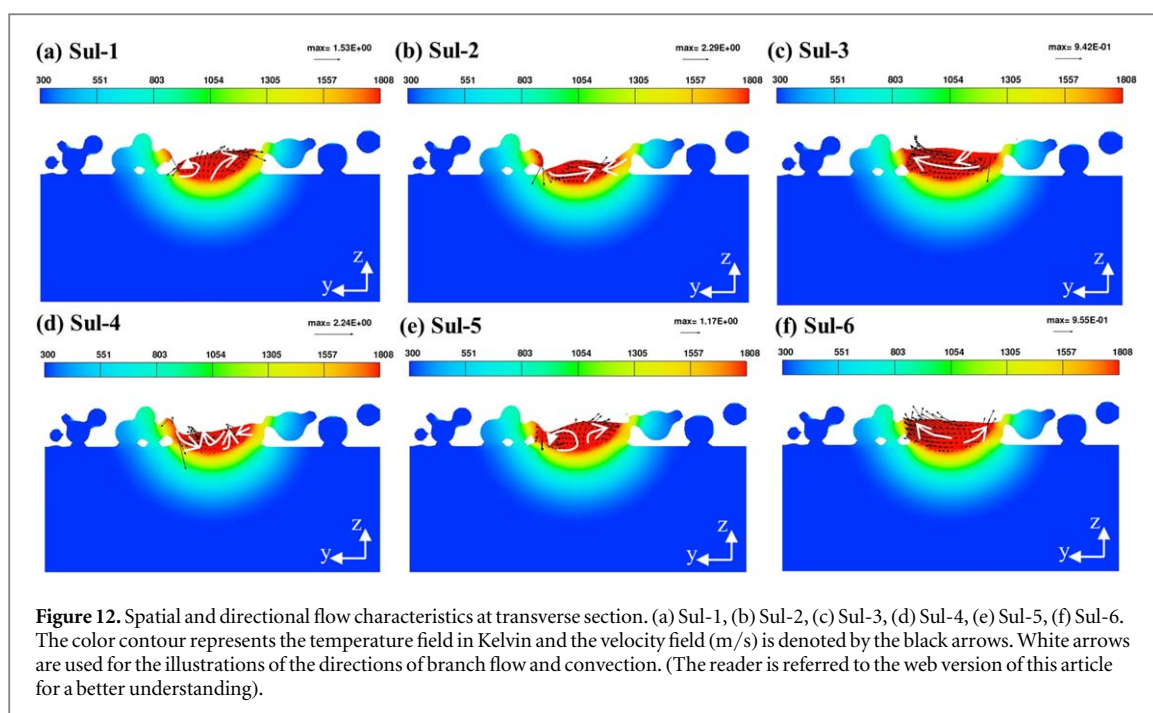 (a) Sul-1
max= 1.53E+00
300 551 803 1054 1305 1557 1808
z
y
(b) Sul-2
max= 2.29E+00
300 551 803 1054 1305 1557 1808
z
y
(c) Sul-3
max= 9.42E-01
300 551 803 1054 1305 1557 1808
z
y
(d) Sul-4
max= 2.24E+00
300 551 803 1054 1305 1557 1808
z
y
(e) Sul-5
max= 1.17E+00
300 551 803 1054 1305 1557 1808
z
y
(f) Sul-6
max= 9.55E-01
300 551 803 1054 1305 1557 1808
z
y
Figure 12. Spatial and directional flow characteristics at transverse section. (a) Sul-1, (b) Sul-2, (c) Sul-3, (d) Sul-4, (e) Sul-5, (f) Sul-6.
The color contour represents the temperature field in Kelvin and the velocity field (m/s) is denoted by the black arrows. White arrows
are used for the illustrations of the directions of branch flow and convection. (The reader is referred to the web version of this article
for a better understanding).